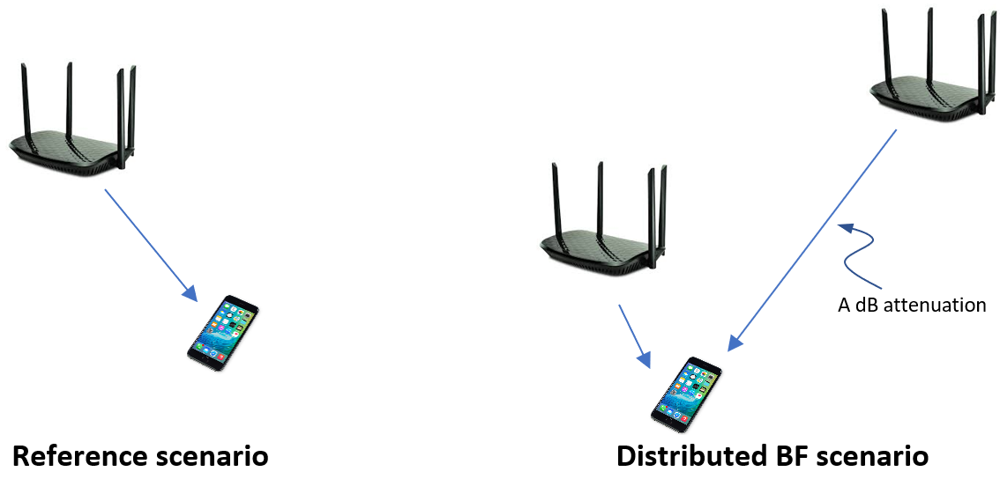 A dB attenuation
Reference scenario
Distributed BF scenario